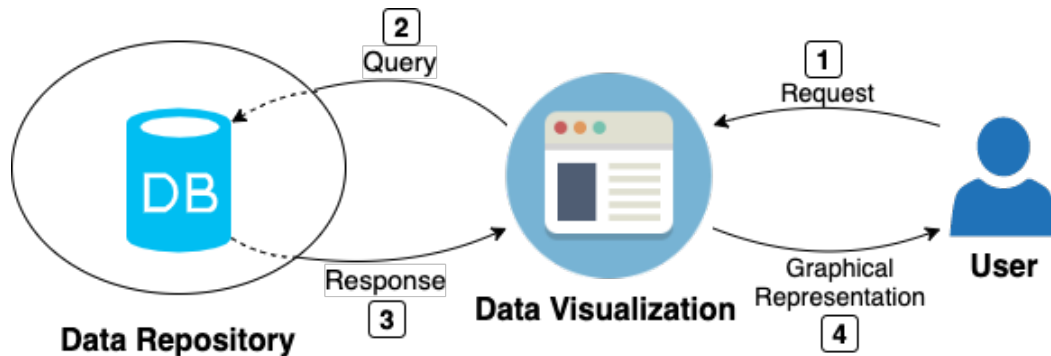 2
Query
1
Request
DB
Response
3
Graphical
Representation
4
User
Data Visualization
Data Repository